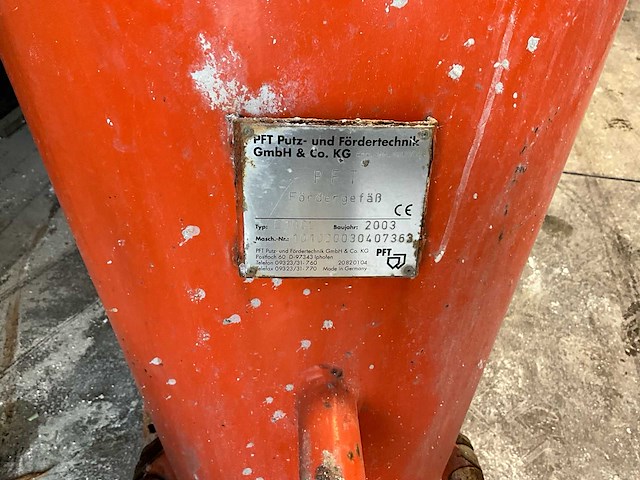 PFT Putz- und Fördertechnik
GmbH & Co. KG
PFT
Fördergefäß
CE
Typ: Baujahr: 2003
Masch.-Nr.:
PFT Putz- und Fördertechnik GmbH & Co. KG
Postfach 60 D-97343 Iphofen
Telefon 09323/31-760 20820104
Telefax 09323/31-770 Made in Germany
PFT